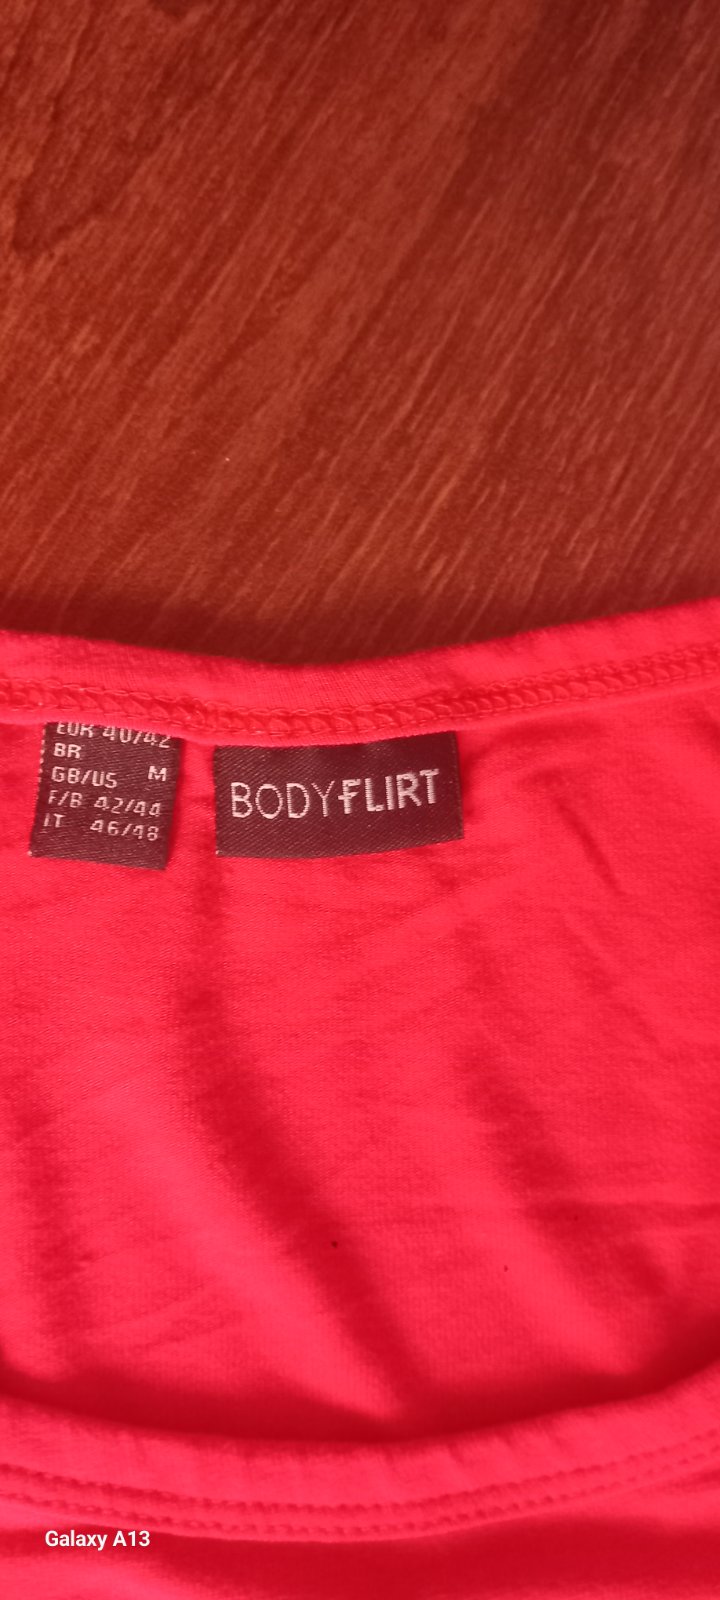 EUR 40/42
BR
GB/US M
F/B 42/44
IT 46/48
BODYFLIRT
Galaxy A13